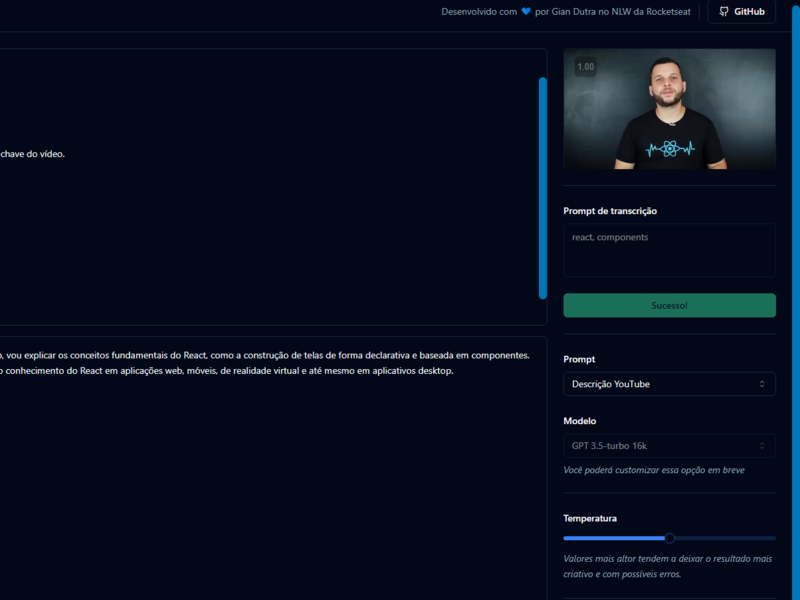 Desenvolvido com 💙 por Gian Dutra no NLW da Rocketseat
GitHub
chave do vídeo.
o, vou explicar os conceitos fundamentais do React, como a construção de telas de forma declarativa e baseada em componentes.
o conhecimento do React em aplicações web, móveis, de realidade virtual e até mesmo em aplicativos desktop.
1.00
Prompt de transcrição
react, components
Sucesso!
Prompt
Descrição YouTube
Modelo
GPT 3.5-turbo 16k
Você poderá customizar essa opção em breve
Temperatura
Valores mais altor tendem a deixar o resultado mais
criativo e com possíveis erros.